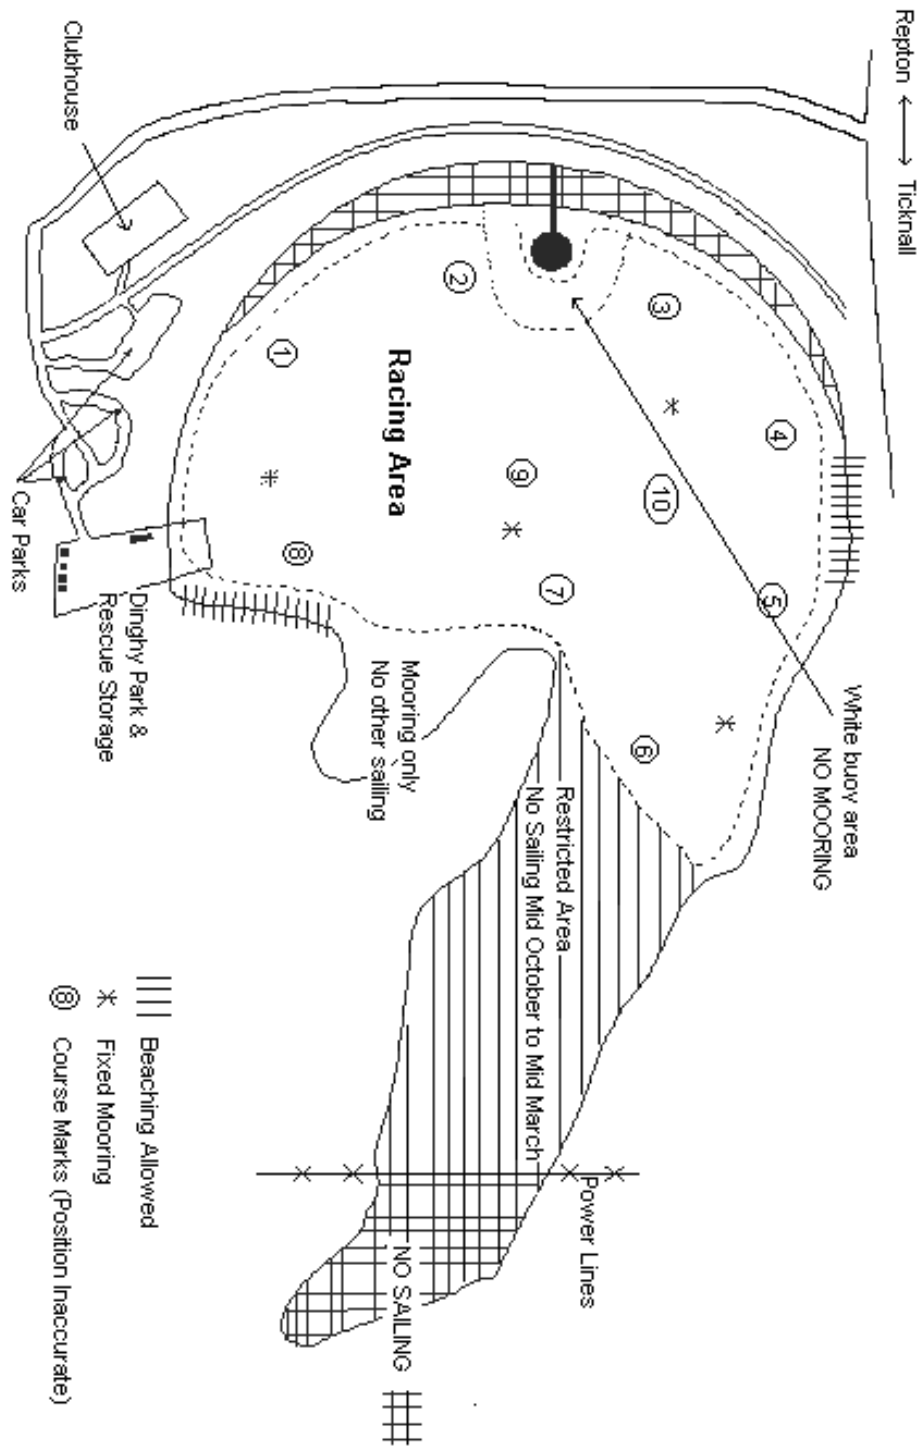 Repton ←→ Ticknall
Clubhouse
Car Parks
Dinghy Park &
Rescue Storage
Racing Area
1
2
3
4
5
6
7
8
9
10
White buoy area
NO MOORING
Mooring only
No other sailing
Restricted Area
No Sailing Mid October to Mid March
Power Lines
NO SAILING
Beaching Allowed
Fixed Mooring
8 Course Marks (Position Inaccurate)